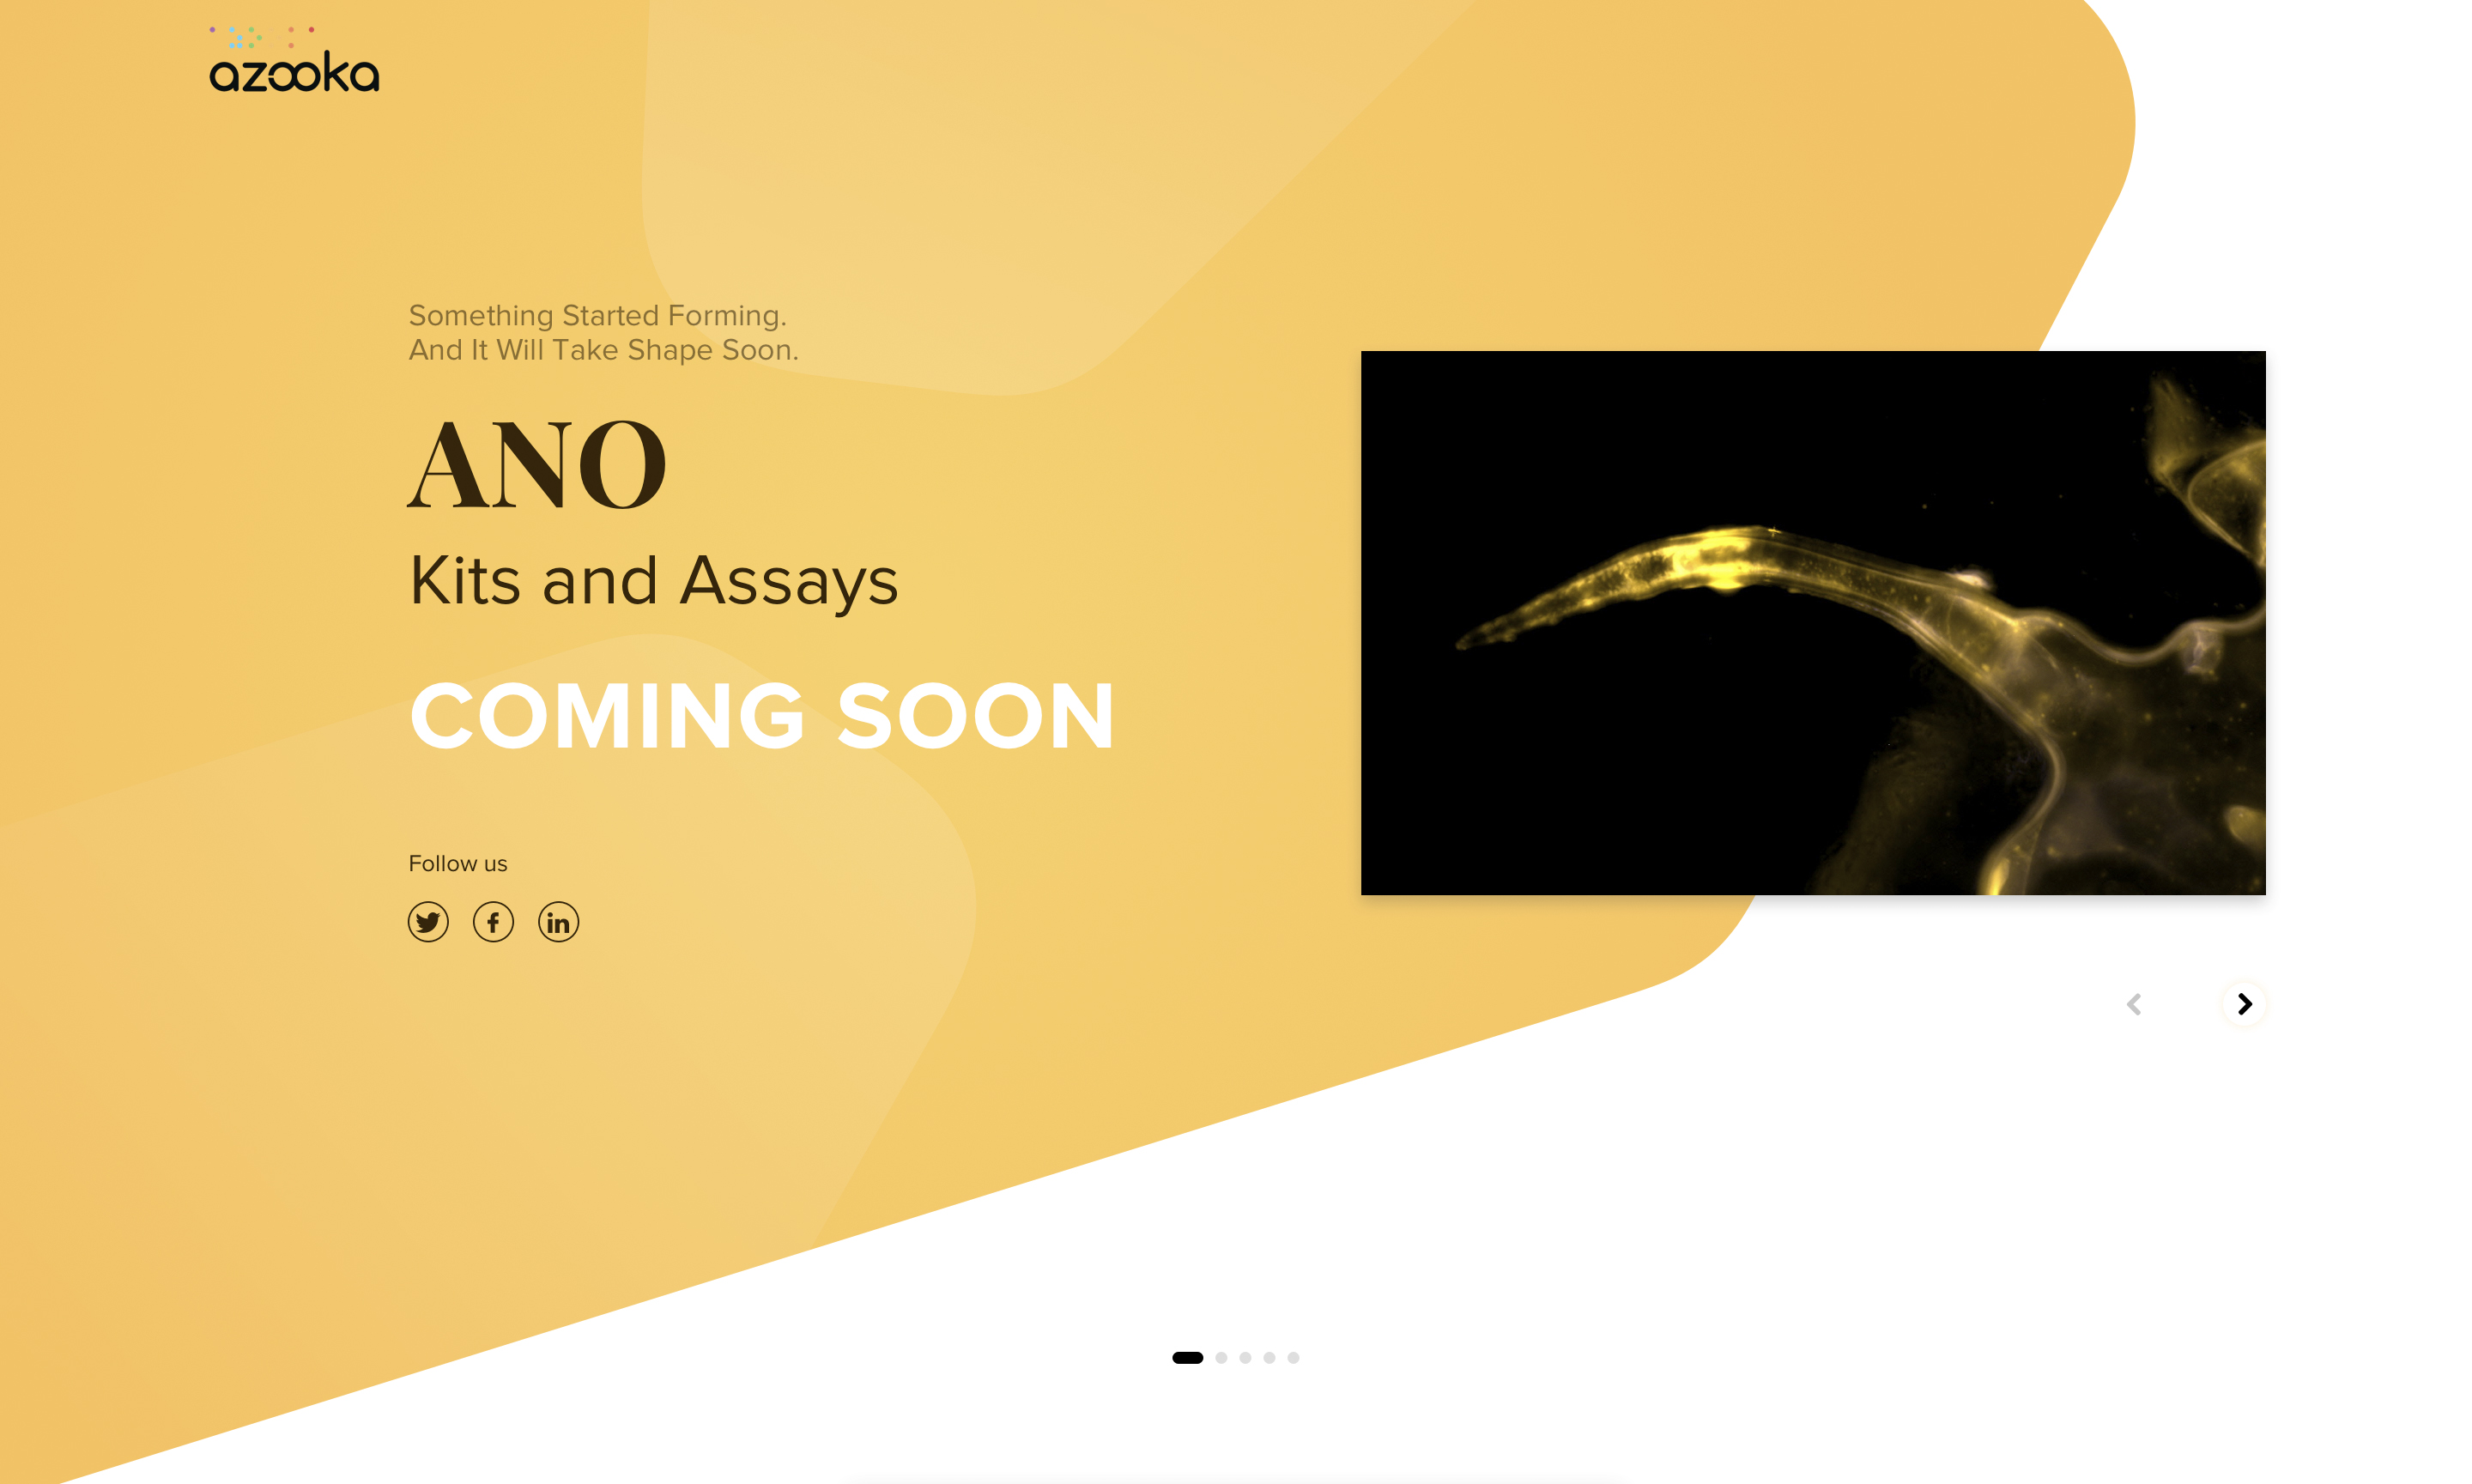 azooka
Something Started Forming.
And It Will Take Shape Soon.
ANO
Kits and Assays
COMING SOON
Follow us